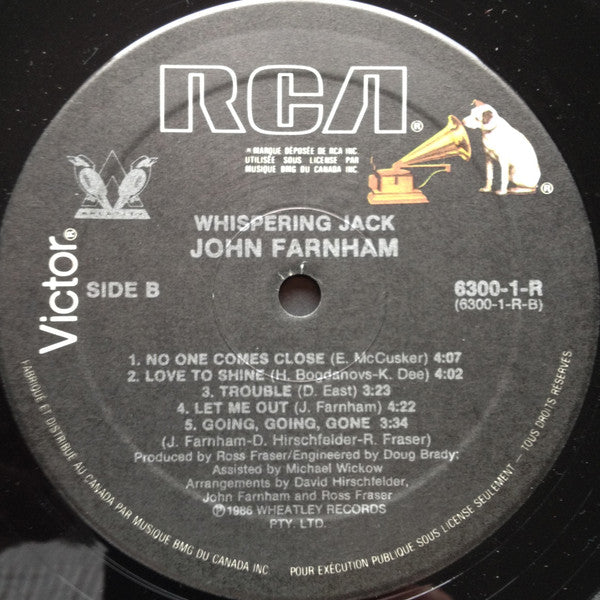 RCA®
® MARQUE DÉPOSÉE DE RCA INC.
UTILISÉE SOUS LICENSE PAR
MUSIQUE BMG DU CANADA INC.
®
WHISPERING JACK
JOHN FARNHAM
Victor®
SIDE B
6300-1-R
(6300-1-R-B)
1. NO ONE COMES CLOSE (E. McCusker) 4:07
2. LOVE TO SHINE (H. Bogdanovs-K. Dee) 4:02
3. TROUBLE (D. East) 3:23
4. LET ME OUT (J. Farnham) 4:22
5. GOING, GOING, GONE 3:34
(J. Farnham-D. Hirschfelder-R. Fraser)
Produced by Ross Fraser/Engineered by Doug Brady:
Assisted by Michael Wickow
Arrangements by David Hirschfelder,
John Farnham and Ross Fraser
℗1986 WHEATLEY RECORDS
PTY. LTD.
FABRIQUÉ ET DISTRIBUÉ AU CANADA PAR MUSIQUE BMG DU CANADA INC. POUR EXÉCUTION PUBLIQUE SOUS LICENSE SEULEMENT – TOUS DROITS RÉSERVÉS